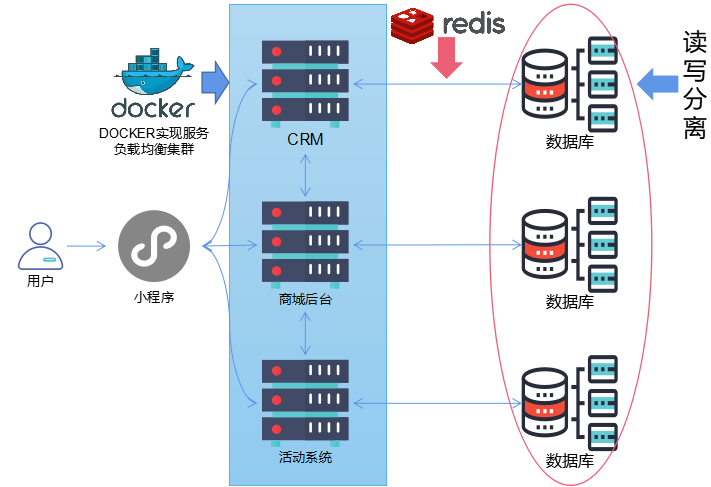 redis
docker
DOCKER实现服务
负载均衡集群
CRM
数据库
读写分离
用户
小程序
商城后台
数据库
活动系统
数据库